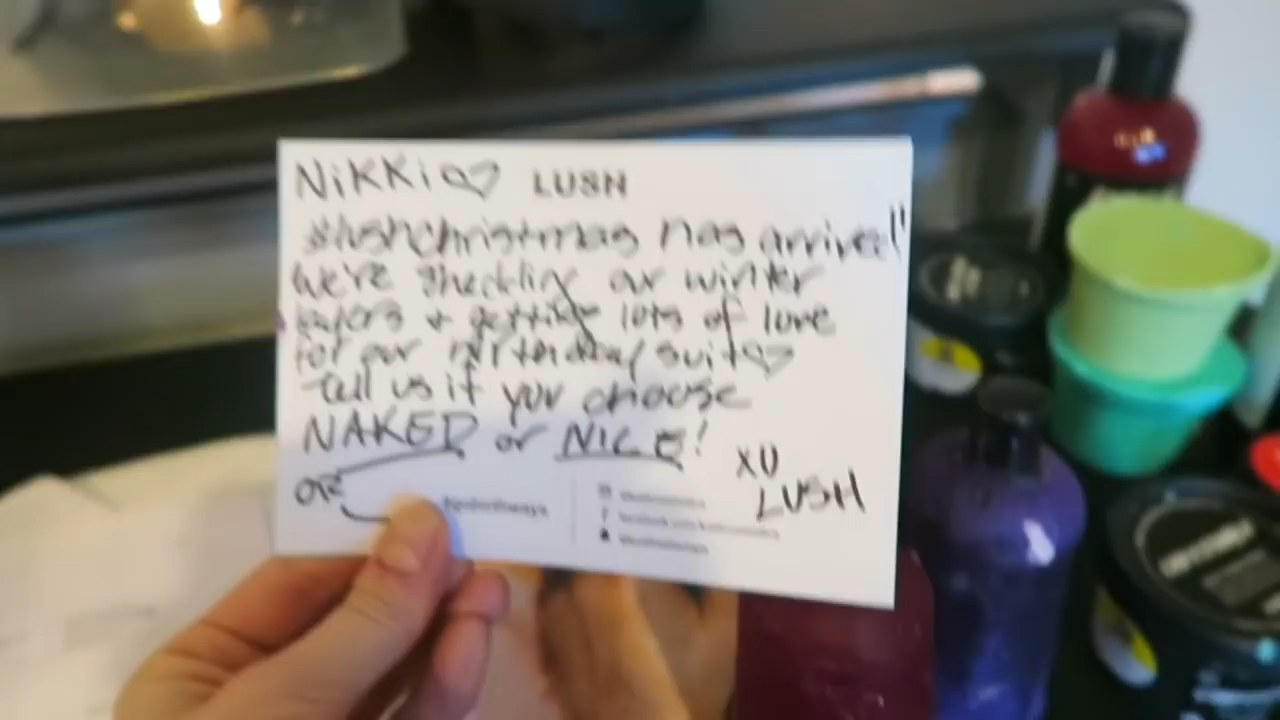 NiKKi♡ LUSH
#lushchristmas has arrived!
We're shedding our winter
layers + getting lots of love
for our birthday suit♡
Tell us if you choose
NAKED or NICE!
or
XO
LUSH